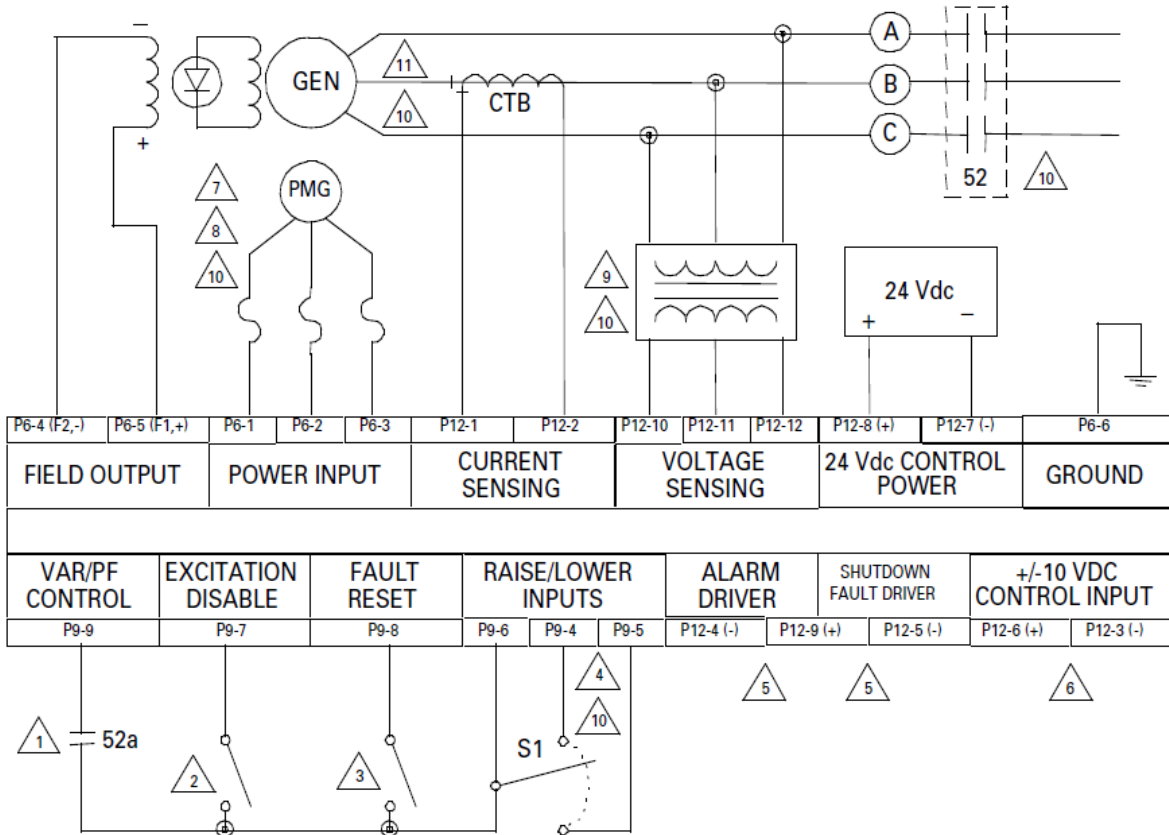 −
GEN
11
A
CTB
B
10
C
+
52
10
7
PMG
8
10
9
10
24 Vdc
+ −
P6-4 (F2,-) P6-5 (F1,+) P6-1 P6-2 P6-3 P12-1 P12-2 P12-10 P12-11 P12-12 P12-8 (+) P12-7 (-) P6-6
FIELD OUTPUT POWER INPUT CURRENT SENSING VOLTAGE SENSING 24 Vdc CONTROL POWER GROUND
VAR/PF CONTROL EXCITATION DISABLE FAULT RESET RAISE/LOWER INPUTS ALARM DRIVER SHUTDOWN FAULT DRIVER +/-10 VDC CONTROL INPUT
P9-9 P9-7 P9-8 P9-6 P9-4 P9-5 P12-4 (-) P12-9 (+) P12-5 (-) P12-6 (+) P12-3 (-)
4
5
5
6
10
1
52a
2
3
S1